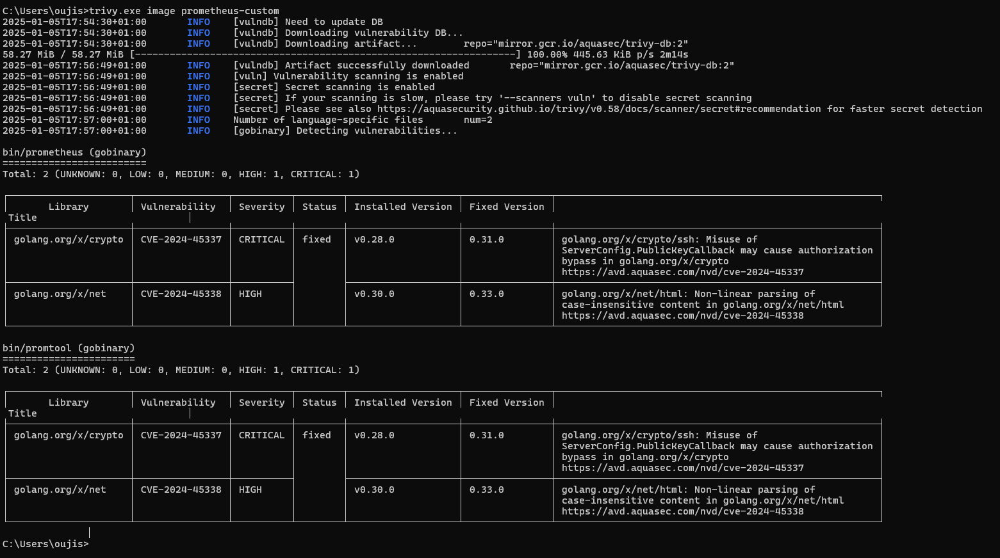 C:\Users\oujis>trivy.exe image prometheus-custom
2025-01-05T17:54:30+01:00 INFO [vulndb] Need to update DB
2025-01-05T17:54:30+01:00 INFO [vulndb] Downloading vulnerability DB...
2025-01-05T17:54:30+01:00 INFO [vulndb] Downloading artifact... repo="mirror.gcr.io/aquasec/trivy-db:2"
58.27 MiB / 58.27 MiB [------------------------------------------------------------------] 100.00% 445.63 KiB p/s 2m14s
2025-01-05T17:56:49+01:00 INFO [vulndb] Artifact successfully downloaded repo="mirror.gcr.io/aquasec/trivy-db:2"
2025-01-05T17:56:49+01:00 INFO [vuln] Vulnerability scanning is enabled
2025-01-05T17:56:49+01:00 INFO [secret] Secret scanning is enabled
2025-01-05T17:56:49+01:00 INFO [secret] If your scanning is slow, please try '--scanners vuln' to disable secret scanning
2025-01-05T17:56:49+01:00 INFO [secret] Please see also https://aquasecurity.github.io/trivy/v0.58/docs/scanner/secret#recommendation for faster secret detection
2025-01-05T17:57:00+01:00 INFO Number of language-specific files num=2
2025-01-05T17:57:00+01:00 INFO [gobinary] Detecting vulnerabilities...
bin/prometheus (gobinary)
=========================
Total: 2 (UNKNOWN: 0, LOW: 0, MEDIUM: 0, HIGH: 1, CRITICAL: 1)
Library Vulnerability Severity Status Installed Version Fixed Version
Title
golang.org/x/crypto CVE-2024-45337 CRITICAL fixed v0.28.0 0.31.0 golang.org/x/crypto/ssh: Misuse of
ServerConfig.PublicKeyCallback may cause authorization
bypass in golang.org/x/crypto
https://avd.aquasec.com/nvd/cve-2024-45337
golang.org/x/net CVE-2024-45338 HIGH v0.30.0 0.33.0 golang.org/x/net/html: Non-linear parsing of
case-insensitive content in golang.org/x/net/html
https://avd.aquasec.com/nvd/cve-2024-45338
bin/promtool (gobinary)
=======================
Total: 2 (UNKNOWN: 0, LOW: 0, MEDIUM: 0, HIGH: 1, CRITICAL: 1)
Library Vulnerability Severity Status Installed Version Fixed Version
Title
golang.org/x/crypto CVE-2024-45337 CRITICAL fixed v0.28.0 0.31.0 golang.org/x/crypto/ssh: Misuse of
ServerConfig.PublicKeyCallback may cause authorization
bypass in golang.org/x/crypto
https://avd.aquasec.com/nvd/cve-2024-45337
golang.org/x/net CVE-2024-45338 HIGH v0.30.0 0.33.0 golang.org/x/net/html: Non-linear parsing of
case-insensitive content in golang.org/x/net/html
https://avd.aquasec.com/nvd/cve-2024-45338
C:\Users\oujis>